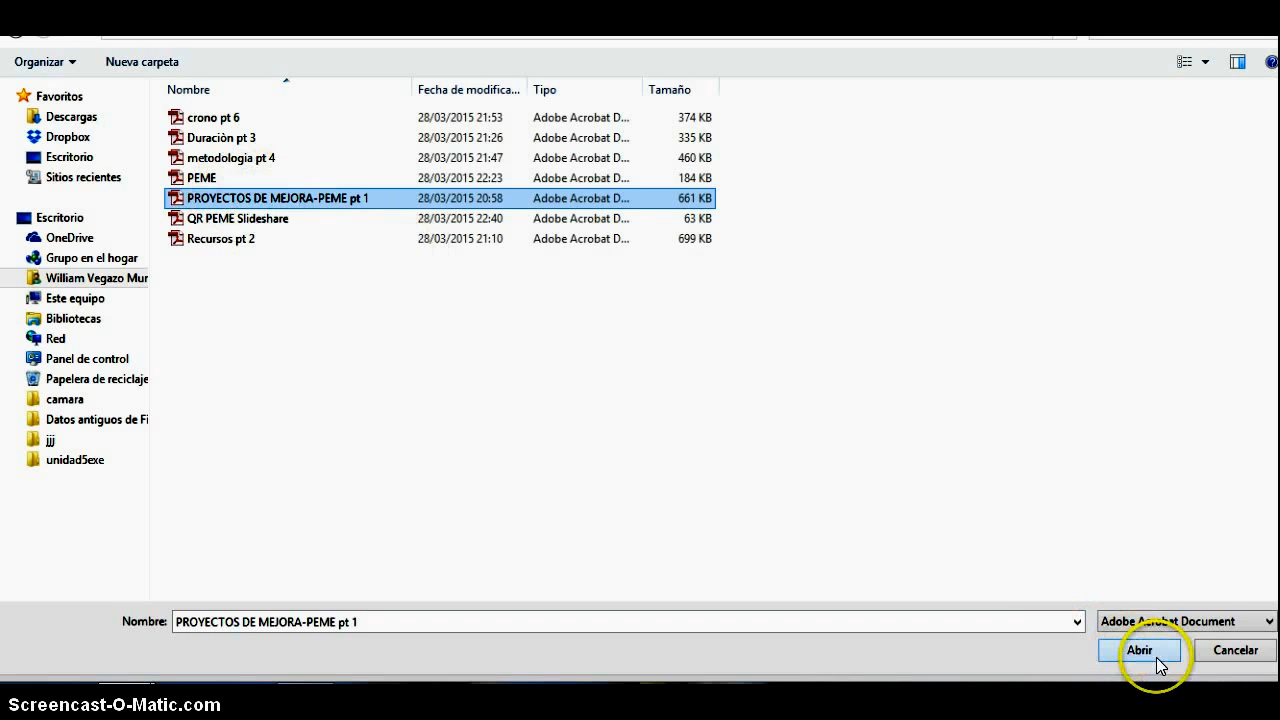 Organizar Nueva carpeta
Favoritos
Descargas
Dropbox
Escritorio
Sitios recientes
Escritorio
OneDrive
Grupo en el hogar
William Vegazo Mur
Este equipo
Bibliotecas
Red
Panel de control
Papelera de reciclaje
camara
Datos antiguos de Fi
jjj
unidad5exe
Nombre Fecha de modifica... Tipo Tamaño
crono pt 6 28/03/2015 21:53 Adobe Acrobat D... 374 KB
Duraciòn pt 3 28/03/2015 21:26 Adobe Acrobat D... 335 KB
metodologia pt 4 28/03/2015 21:47 Adobe Acrobat D... 460 KB
PEME 28/03/2015 22:23 Adobe Acrobat D... 184 KB
PROYECTOS DE MEJORA-PEME pt 1 28/03/2015 20:58 Adobe Acrobat D... 661 KB
QR PEME Slideshare 28/03/2015 22:40 Adobe Acrobat D... 63 KB
Recursos pt 2 28/03/2015 21:10 Adobe Acrobat D... 699 KB
Nombre: PROYECTOS DE MEJORA-PEME pt 1 Adobe Acrobat Document
Abrir Cancelar
Screencast-O-Matic.com